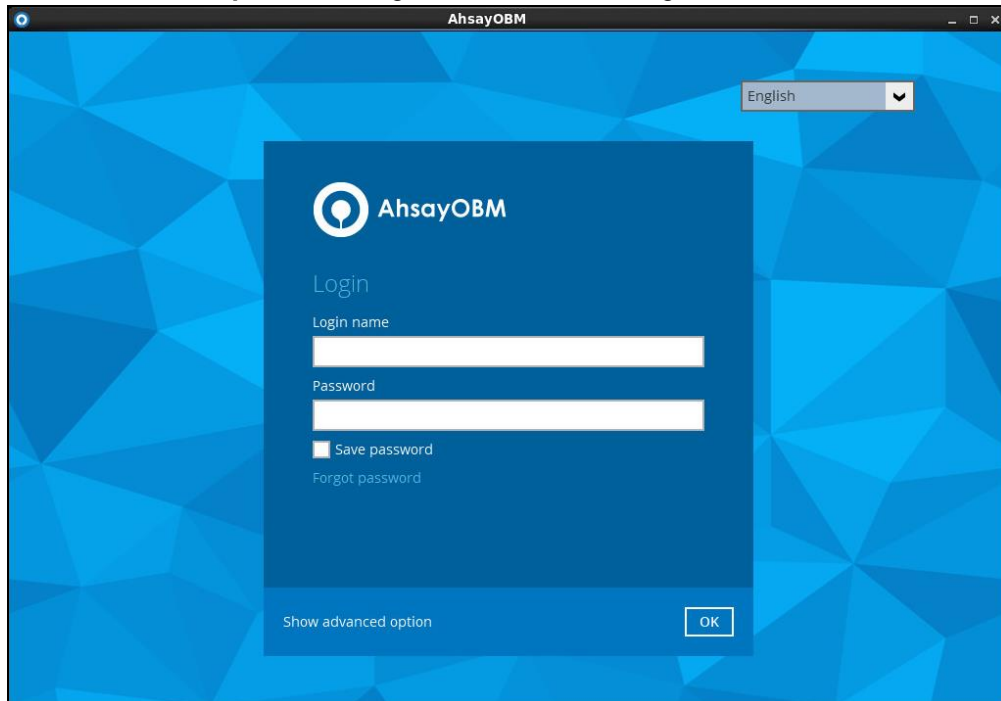 AhsayOBM
English
AhsayOBM
Login
Login name
Password
Save password
Forgot password
Show advanced option
OK